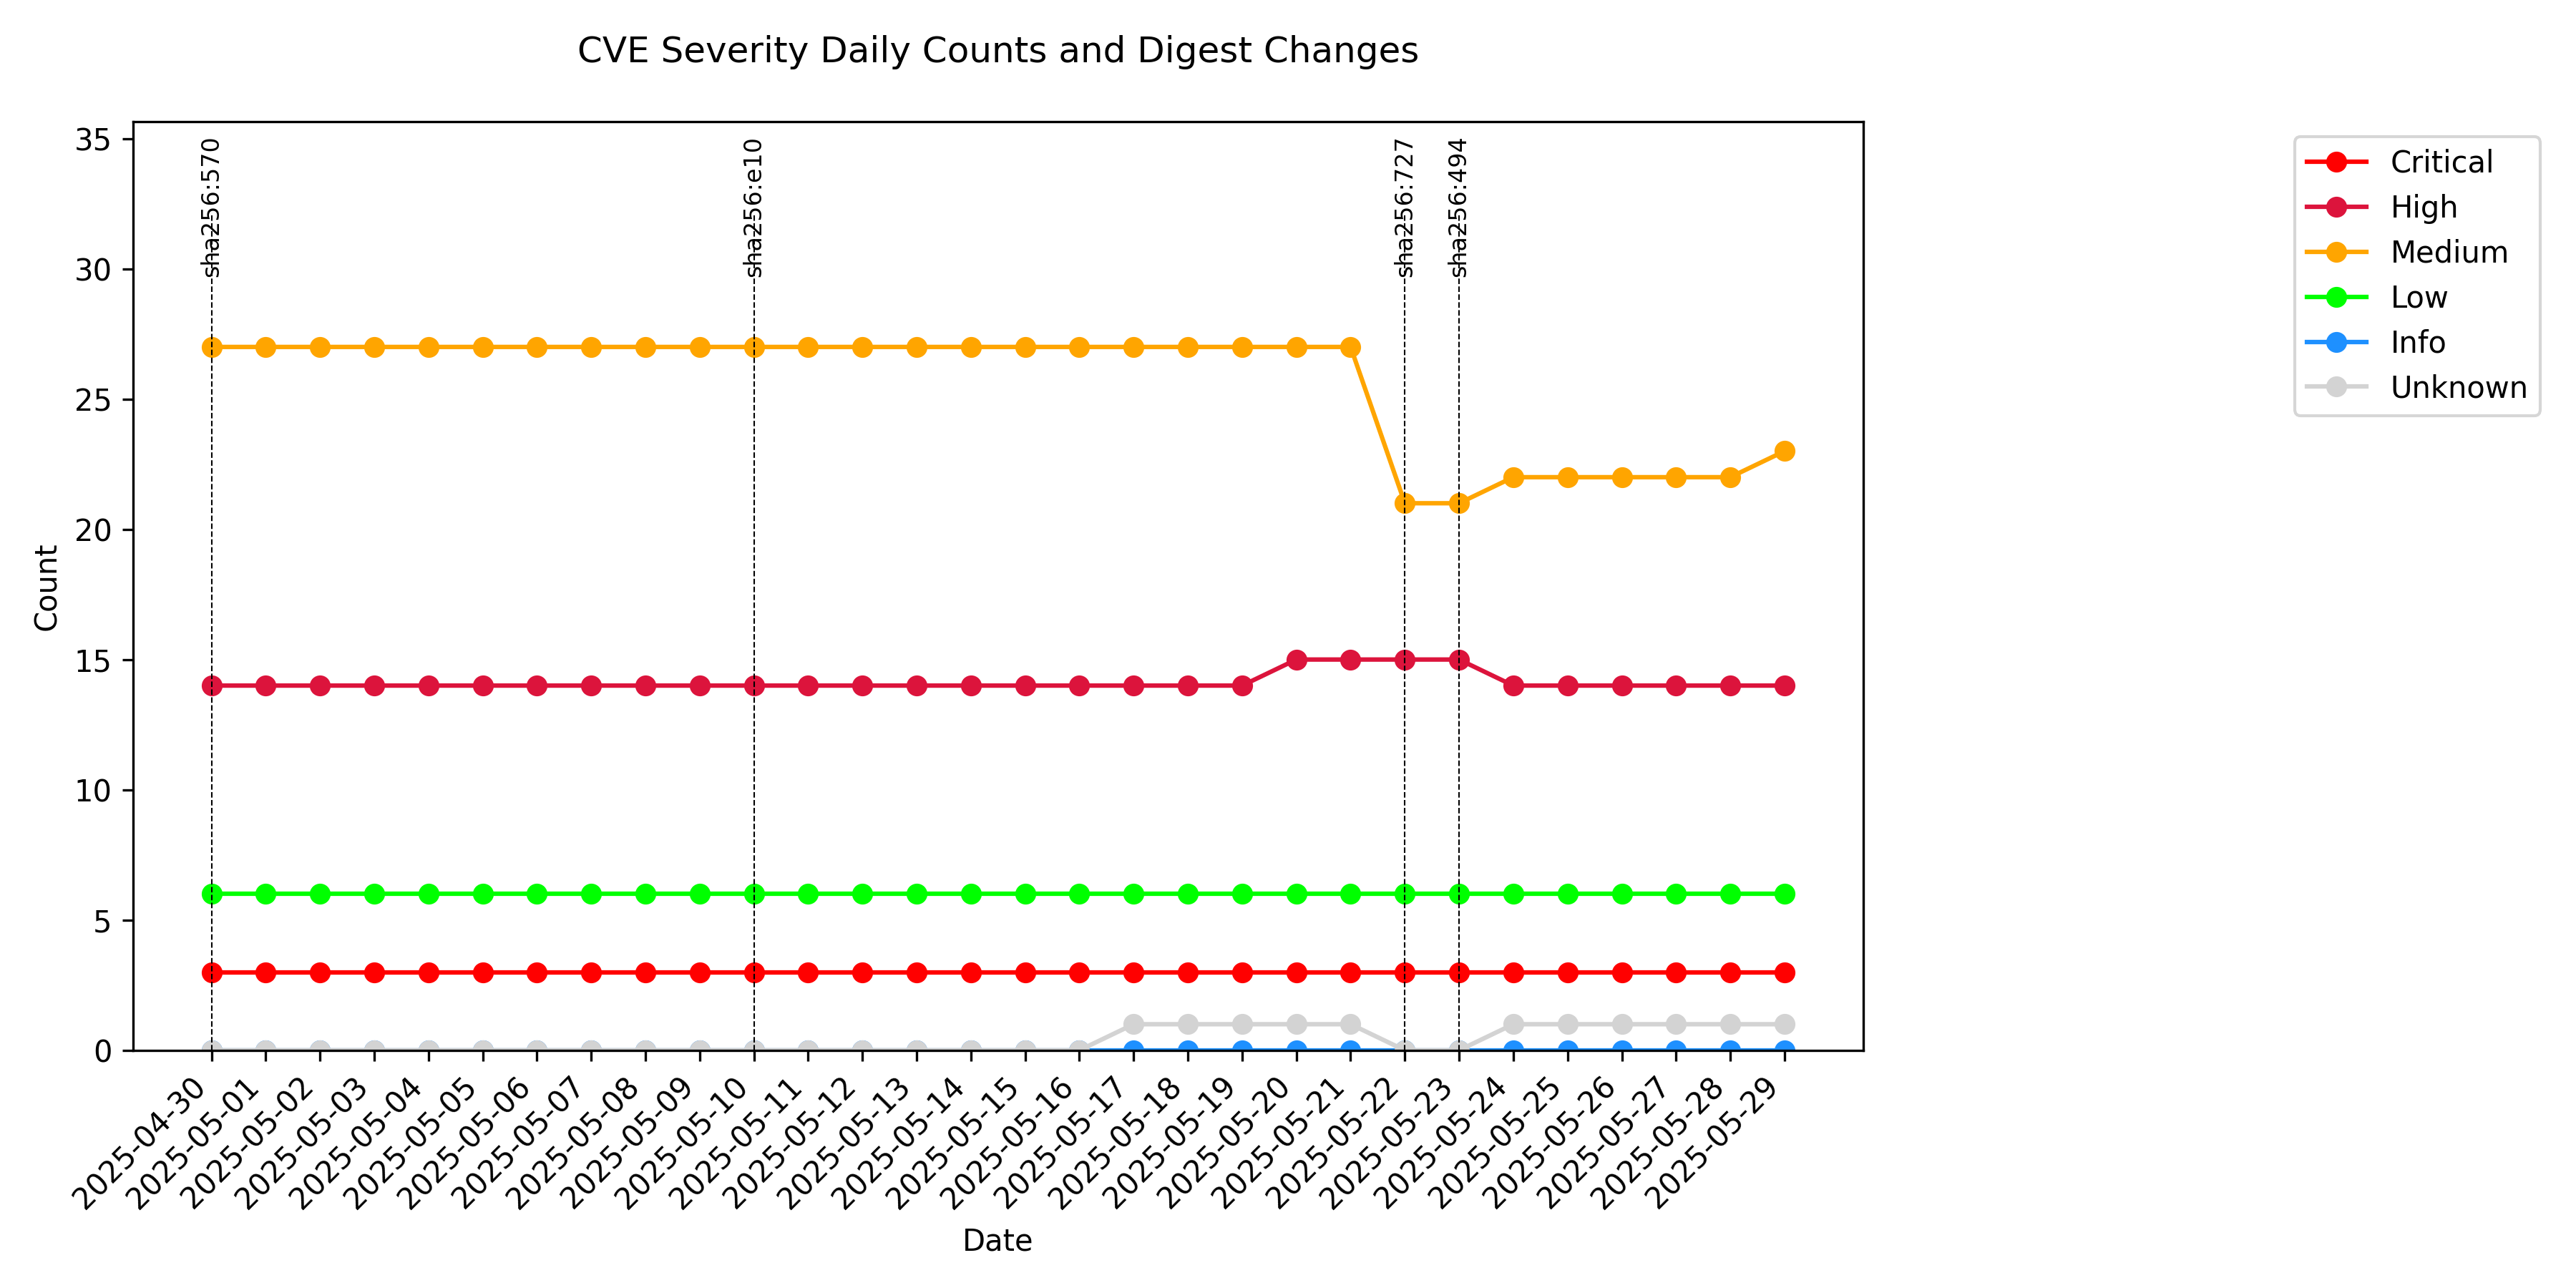 CVE Severity Daily Counts and Digest Changes
35
30
25
20
15
10
5
0
Count
sha256:570
sha256:e10
sha256:727
sha256:494
Critical
High
Medium
Low
Info
Unknown
2025-04-30
2025-05-01
2025-05-02
2025-05-03
2025-05-04
2025-05-05
2025-05-06
2025-05-07
2025-05-08
2025-05-09
2025-05-10
2025-05-11
2025-05-12
2025-05-13
2025-05-14
2025-05-15
2025-05-16
2025-05-17
2025-05-18
2025-05-19
2025-05-20
2025-05-21
2025-05-22
2025-05-23
2025-05-24
2025-05-25
2025-05-26
2025-05-27
2025-05-28
2025-05-29
Date